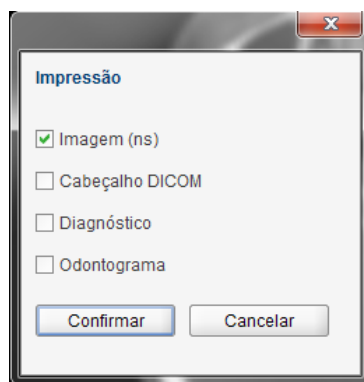 Impressão
Imagem (ns)
Cabeçalho DICOM
Diagnóstico
Odontograma
Confirmar Cancelar